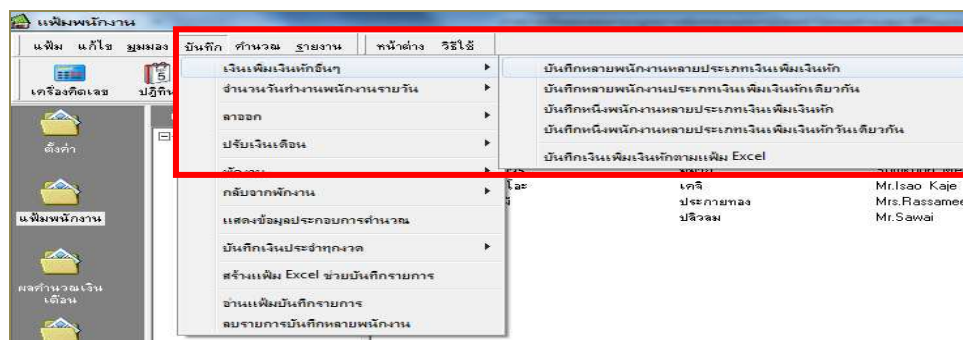 แฟ้มพนักงาน
แฟ้ม แก้ไข มุมมอง บันทึก คำนวณ รายงาน หน้าต่าง วิธีใช้
เครื่องคิดเลข
ปฏิทิน
ตั้งค่า
แฟ้มพนักงาน
ผลคำนวณเงินเดือน
เงินเพิ่มเงินหักอื่นๆ
จำนวนวันทำงานพนักงานรายวัน
ลาออก
ปรับเงินเดือน
พักงาน
กลับจากพักงาน
แสดงข้อมูลประกอบการคำนวณ
บันทึกเงินประจำทุกงวด
สร้างแฟ้ม Excel ช่วยบันทึกรายการ
อ่านแฟ้มบันทึกรายการ
ลบรายการบันทึกหลายพนักงาน
บันทึกหลายพนักงานหลายประเภทเงินเพิ่มเงินหัก
บันทึกหลายพนักงานประเภทเงินเพิ่มเงินหักเดียวกัน
บันทึกหนึ่งพนักงานหลายประเภทเงินเพิ่มเงินหัก
บันทึกหนึ่งพนักงานหลายประเภทเงินเพิ่มเงินหักวันเดียวกัน
บันทึกเงินเพิ่มเงินหักตามแฟ้ม Excel
โอะ คาจิ Mr.Isao Kaje
ประกายทอง Mrs.Rassamee
ปลิวลม Mr.Sawai